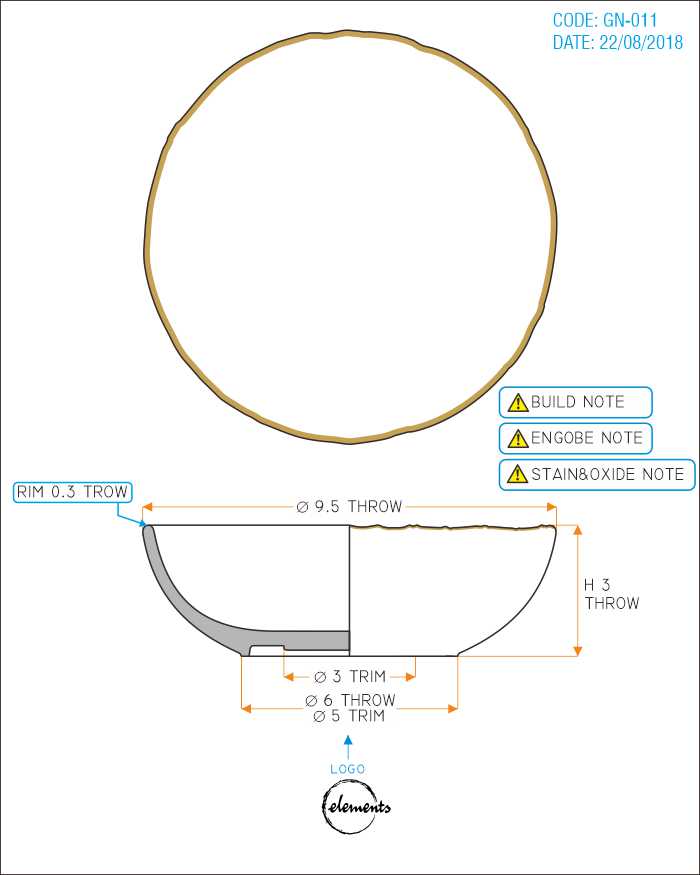 CODE: GN-011
DATE: 22/08/2018
BUILD NOTE
ENGOBE NOTE
STAIN&OXIDE NOTE
RIM 0.3 TROW
Ø 9.5 THROW
H 3
THROW
Ø 3 TRIM
Ø 6 THROW
Ø 5 TRIM
LOGO
elements